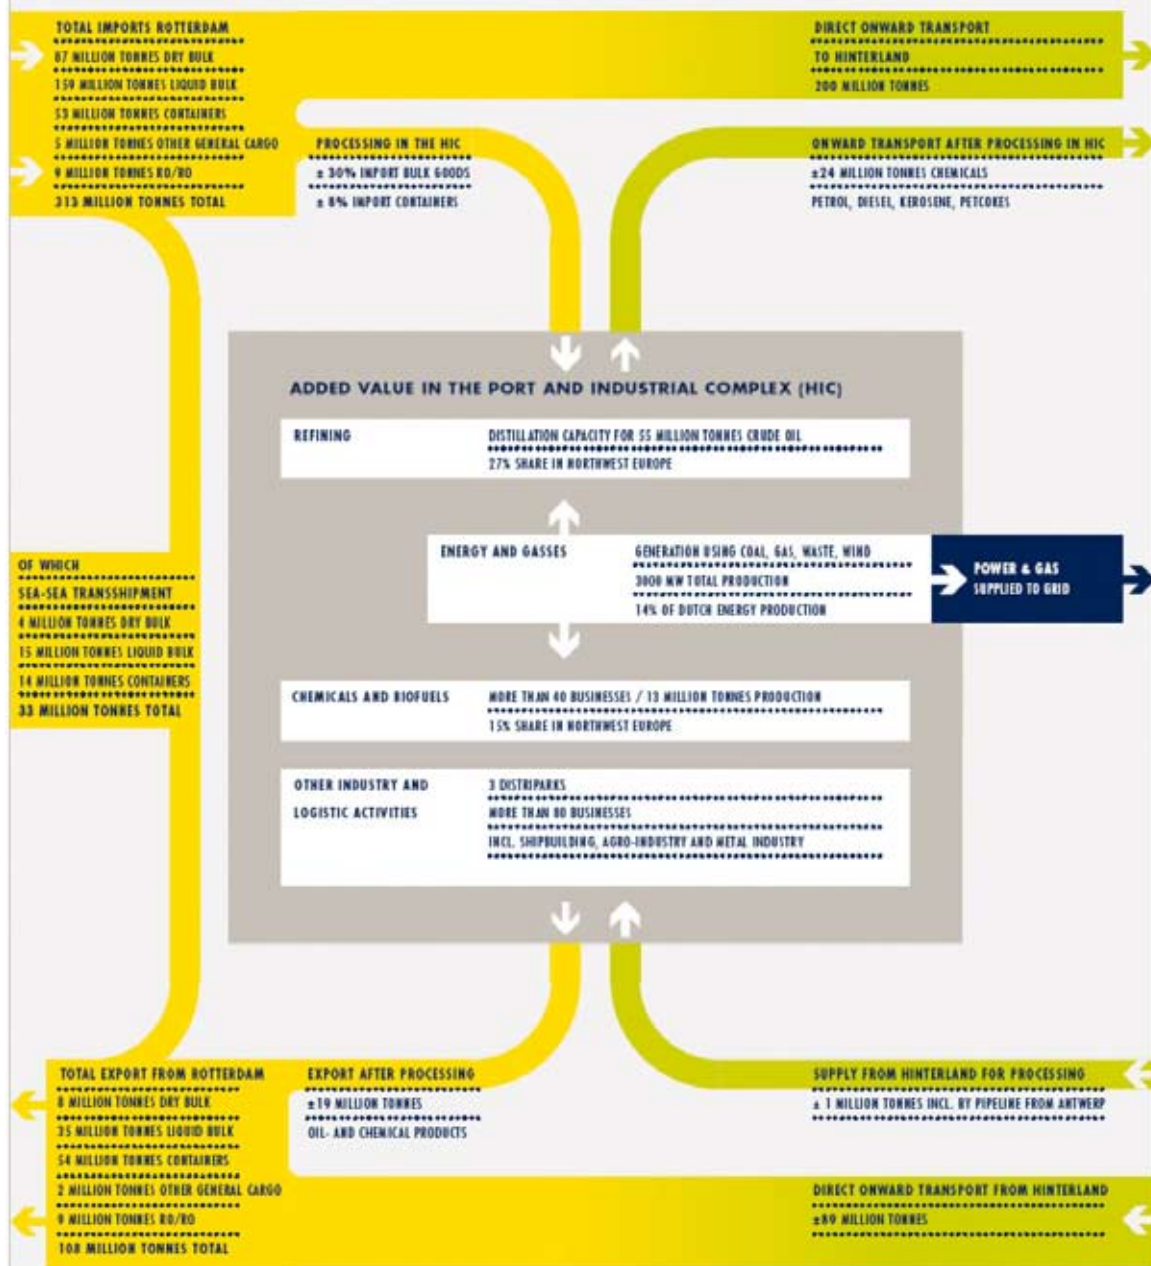 TOTAL IMPORTS ROTTERDAM
87 MILLION TONNES DRY BULK
159 MILLION TONNES LIQUID BULK
53 MILLION TONNES CONTAINERS
5 MILLION TONNES OTHER GENERAL CARGO
9 MILLION TONNES RO/RO
313 MILLION TONNES TOTAL
DIRECT ONWARD TRANSPORT
TO HINTERLAND
200 MILLION TONNES
PROCESSING IN THE HIC
± 30% IMPORT BULK GOODS
± 8% IMPORT CONTAINERS
ONWARD TRANSPORT AFTER PROCESSING IN HIC
±24 MILLION TONNES CHEMICALS
PETROL, DIESEL, KEROSENE, PETCOKES
ADDED VALUE IN THE PORT AND INDUSTRIAL COMPLEX (HIC)
REFINING
DISTILLATION CAPACITY FOR 55 MILLION TONNES CRUDE OIL
27% SHARE IN NORTHWEST EUROPE
ENERGY AND GASSES
GENERATION USING COAL, GAS, WASTE, WIND
3000 MW TOTAL PRODUCTION
14% OF DUTCH ENERGY PRODUCTION
POWER & GAS
SUPPLIED TO GRID
OF WHICH
SEA-SEA TRANSSHIPMENT
4 MILLION TONNES DRY BULK
15 MILLION TONNES LIQUID BULK
14 MILLION TONNES CONTAINERS
33 MILLION TONNES TOTAL
CHEMICALS AND BIOFUELS
MORE THAN 40 BUSINESSES / 13 MILLION TONNES PRODUCTION
15% SHARE IN NORTHWEST EUROPE
OTHER INDUSTRY AND
LOGISTIC ACTIVITIES
3 DISTRIPARKS
MORE THAN 80 BUSINESSES
INCL. SHIPBUILDING, AGRO-INDUSTRY AND METAL INDUSTRY
TOTAL EXPORT FROM ROTTERDAM
8 MILLION TONNES DRY BULK
35 MILLION TONNES LIQUID BULK
54 MILLION TONNES CONTAINERS
2 MILLION TONNES OTHER GENERAL CARGO
9 MILLION TONNES RO/RO
108 MILLION TONNES TOTAL
EXPORT AFTER PROCESSING
±19 MILLION TONNES
OIL- AND CHEMICAL PRODUCTS
SUPPLY FROM HINTERLAND FOR PROCESSING
± 1 MILLION TONNES INCL. BY PIPELINE FROM ANTWERP
DIRECT ONWARD TRANSPORT FROM HINTERLAND
±89 MILLION TONNES